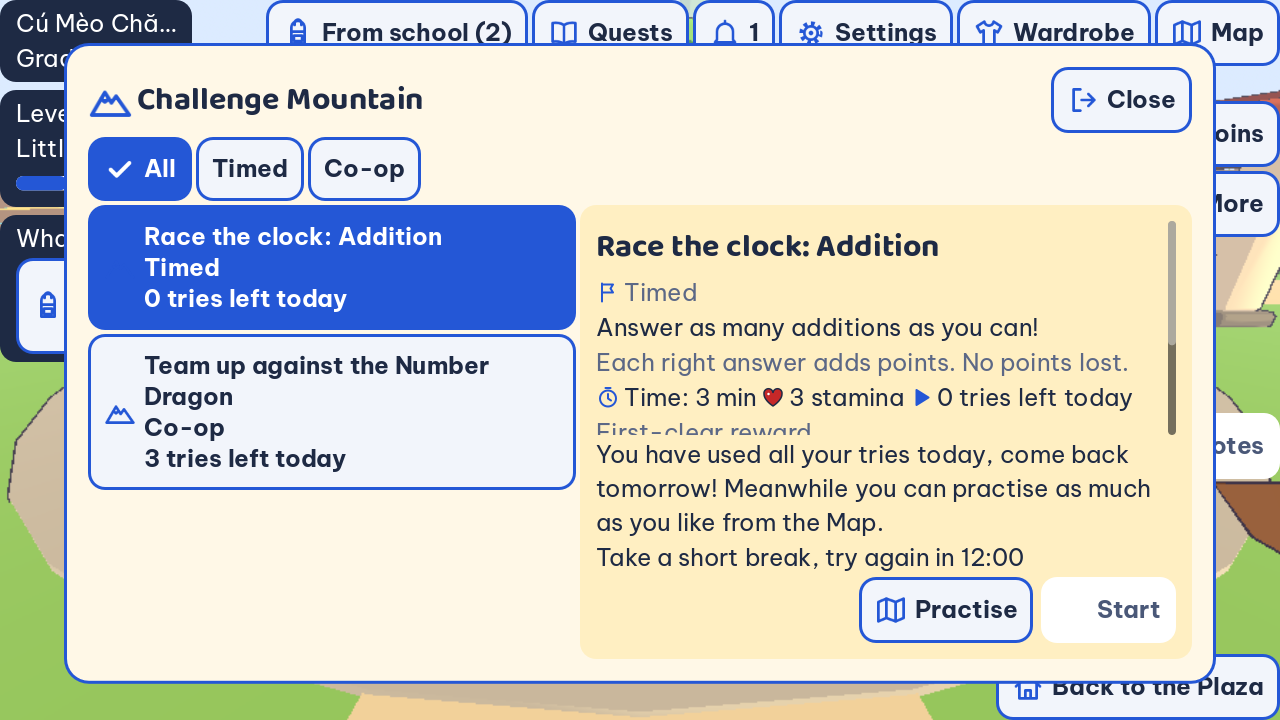 Cú Mèo Chă...
From school (2)
Quests
1
Settings
Wardrobe
Map
Challenge Mountain
Close
All
Timed
Co-op
Race the clock: Addition
Timed
0 tries left today
Team up against the Number
Dragon
Co-op
3 tries left today
Race the clock: Addition
Timed
Answer as many additions as you can!
Each right answer adds points. No points lost.
Time: 3 min 3 stamina 0 tries left today
First-clear reward
You have used all your tries today, come back
tomorrow! Meanwhile you can practise as much
as you like from the Map.
Take a short break, try again in 12:00
Practise
Start
Back to the Plaza